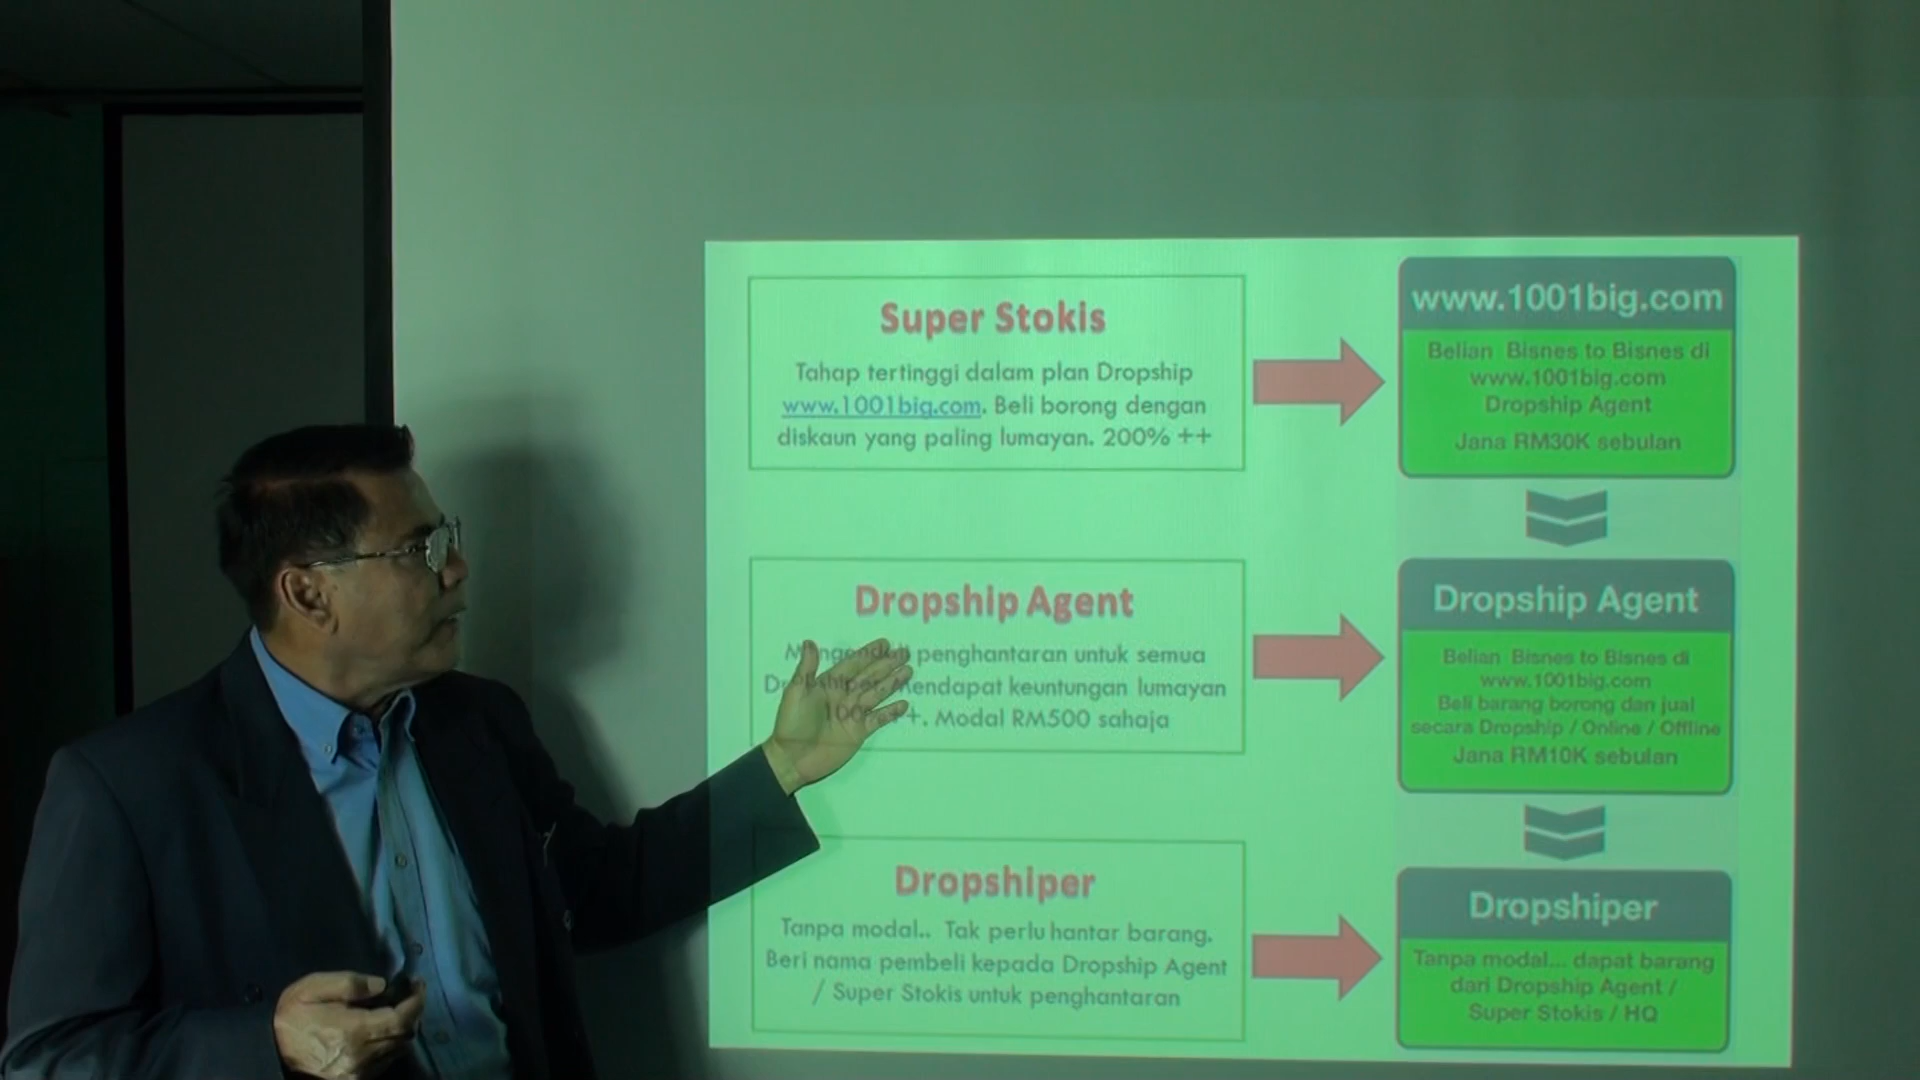 Super Stokis
Tahap tertinggi dalam plan Dropship
www.1001big.com. Beli borong dengan
diskaun yang paling lumayan. 200% ++
www.1001big.com
Belian Bisnes to Bisnes di
www.1001big.com
Dropship Agent
Jana RM30K sebulan
Dropship Agent
Mengendali penghantaran untuk semua
Dropshiper. Mendapat keuntungan lumayan
100% ++. Modal RM500 sahaja
Dropship Agent
Belian Bisnes to Bisnes di
www.1001big.com
Beli barang borong dan jual
secara Dropship / Online / Offline
Jana RM10K sebulan
Dropshiper
Tanpa modal.. Tak perlu hantar barang.
Beri nama pembeli kepada Dropship Agent
/ Super Stokis untuk penghantaran
Dropshiper
Tanpa modal... dapat barang
dari Dropship Agent /
Super Stokis / HQ